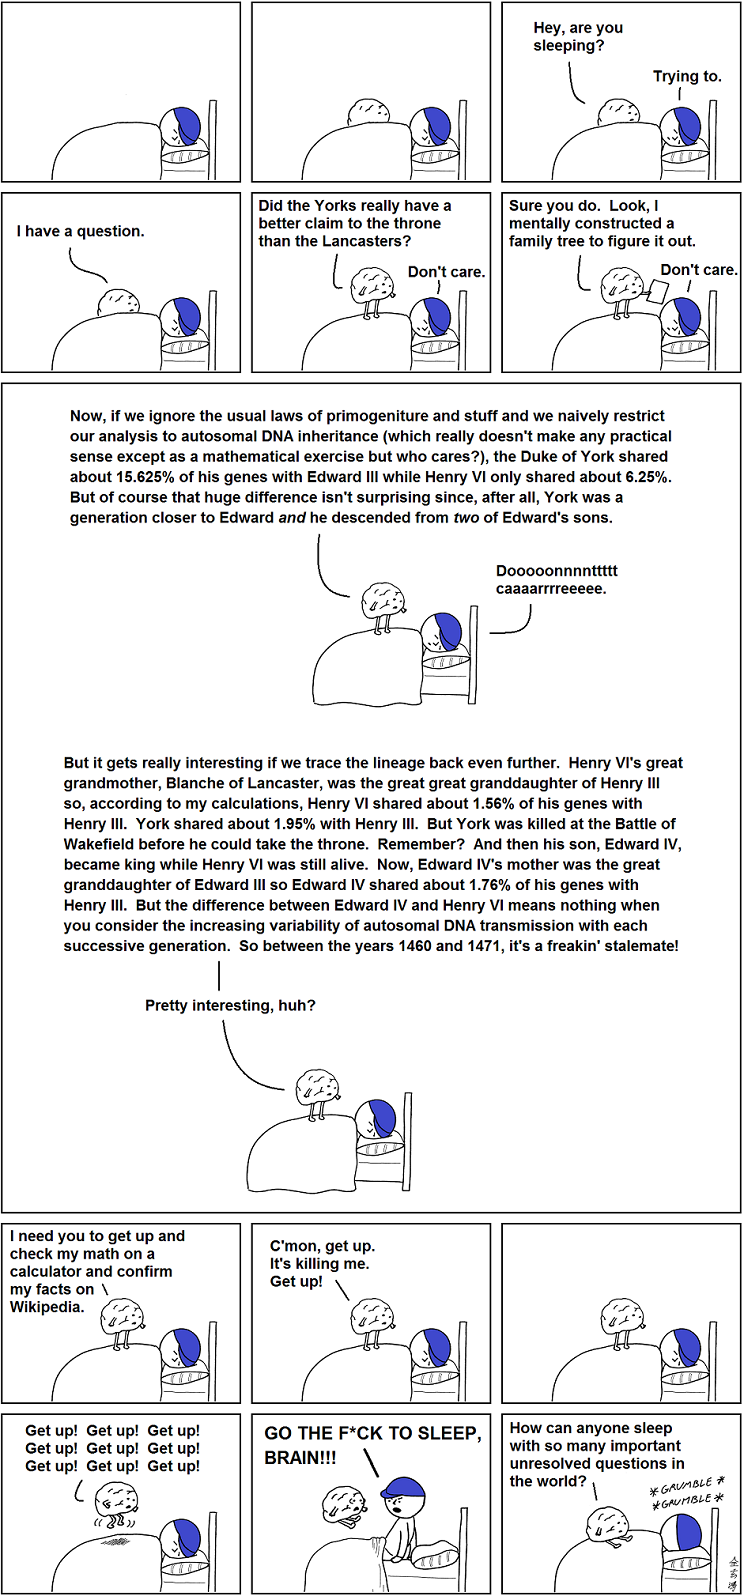 Hey, are you
sleeping?
Trying to.
I have a question.
Did the Yorks really have a
better claim to the throne
than the Lancasters?
Don't care.
Sure you do.  Look, I
mentally constructed a
family tree to figure it out.
Don't care.
Now, if we ignore the usual laws of primogeniture and stuff and we naively restrict
our analysis to autosomal DNA inheritance (which really doesn't make any practical
sense except as a mathematical exercise but who cares?), the Duke of York shared
about 15.625% of his genes with Edward III while Henry VI only shared about 6.25%.
But of course that huge difference isn't surprising since, after all, York was a
generation closer to Edward and he descended from two of Edward's sons.
Dooooonnnnttttt
caaaarrrreeeee.
But it gets really interesting if we trace the lineage back even further.  Henry VI's great
grandmother, Blanche of Lancaster, was the great great granddaughter of Henry III
so, according to my calculations, Henry VI shared about 1.56% of his genes with
Henry III.  York shared about 1.95% with Henry III.  But York was killed at the Battle of
Wakefield before he could take the throne.  Remember?  And then his son, Edward IV,
became king while Henry VI was still alive.  Now, Edward IV's mother was the great
granddaughter of Edward III so Edward IV shared about 1.76% of his genes with
Henry III.  But the difference between Edward IV and Henry VI means nothing when
you consider the increasing variability of autosomal DNA transmission with each
successive generation.  So between the years 1460 and 1471, it's a freakin' stalemate!
Pretty interesting, huh?
I need you to get up and
check my math on a
calculator and confirm
my facts on
Wikipedia.
C'mon, get up.
It's killing me.
Get up!
Get up!  Get up!  Get up!
Get up!  Get up!  Get up!
Get up!  Get up!  Get up!
GO THE F*CK TO SLEEP,
BRAIN!!!
How can anyone sleep
with so many important
unresolved questions in
the world?
*GRUMBLE*
*GRUMBLE*